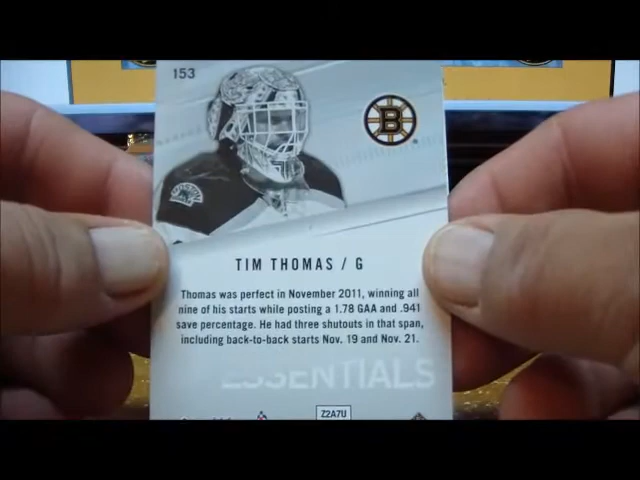 153
B
TIM THOMAS / G
Thomas was perfect in November 2011, winning all
nine of his starts while posting a 1.78 GAA and .941
save percentage. He had three shutouts in that span,
including back-to-back starts Nov. 19 and Nov. 21.
ESSENTIALS
Z2A7U